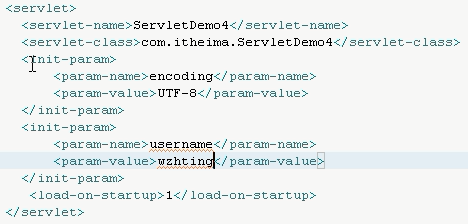 <servlet>
<servlet-name>ServletDemo4</servlet-name>
<servlet-class>com.itheima.ServletDemo4</servlet-class>
<init-param>
<param-name>encoding</param-name>
<param-value>UTF-8</param-value>
</init-param>
<init-param>
<param-name>username</param-name>
<param-value>wzhting</param-value>
</init-param>
<load-on-startup>1</load-on-startup>
</servlet>